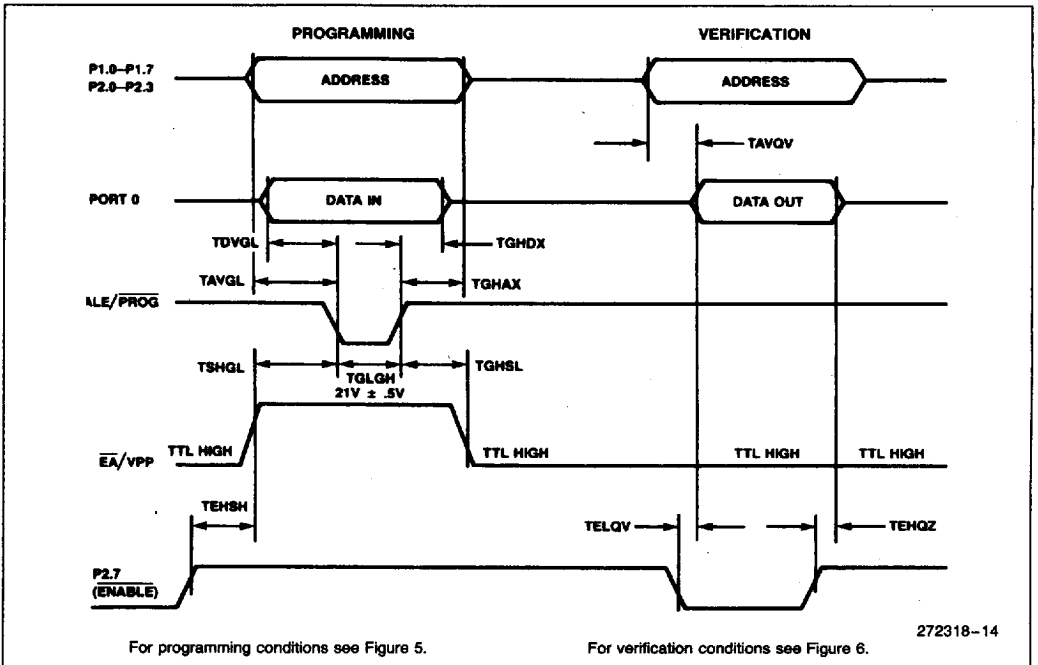 PROGRAMMING
VERIFICATION
P1.0–P1.7
P2.0–P2.3
ADDRESS
ADDRESS
TAVQV
PORT 0
DATA IN
DATA OUT
TDVGL
TGHDX
TAVGL
TGHAX
ALE/PROG
TSHGL
TGLGH
TGHSL
21V ± .5V
EA/VPP
TTL HIGH
TTL HIGH
TTL HIGH
TTL HIGH
TEHSH
TELQV
TEHQZ
P2.7
(ENABLE)
272318–14
For programming conditions see Figure 5.
For verification conditions see Figure 6.